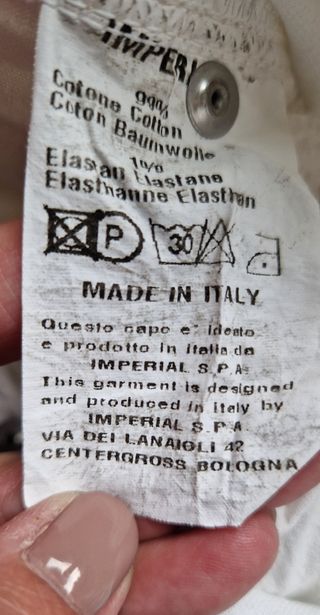 IMPERI
99%
Cotone Cotton
Coton Baumwolle
1%
Elastan Elastane
Elasthanne Elasthan
P 30
MADE IN ITALY
Questo capo e' ideato
e prodotto in italia da
IMPERIAL S.P.A.
This garment is designed
and produced in Italy by
IMPERIAL S.P.A
VIA DEI LANAIOLI 42
CENTERGROSS BOLOGNA